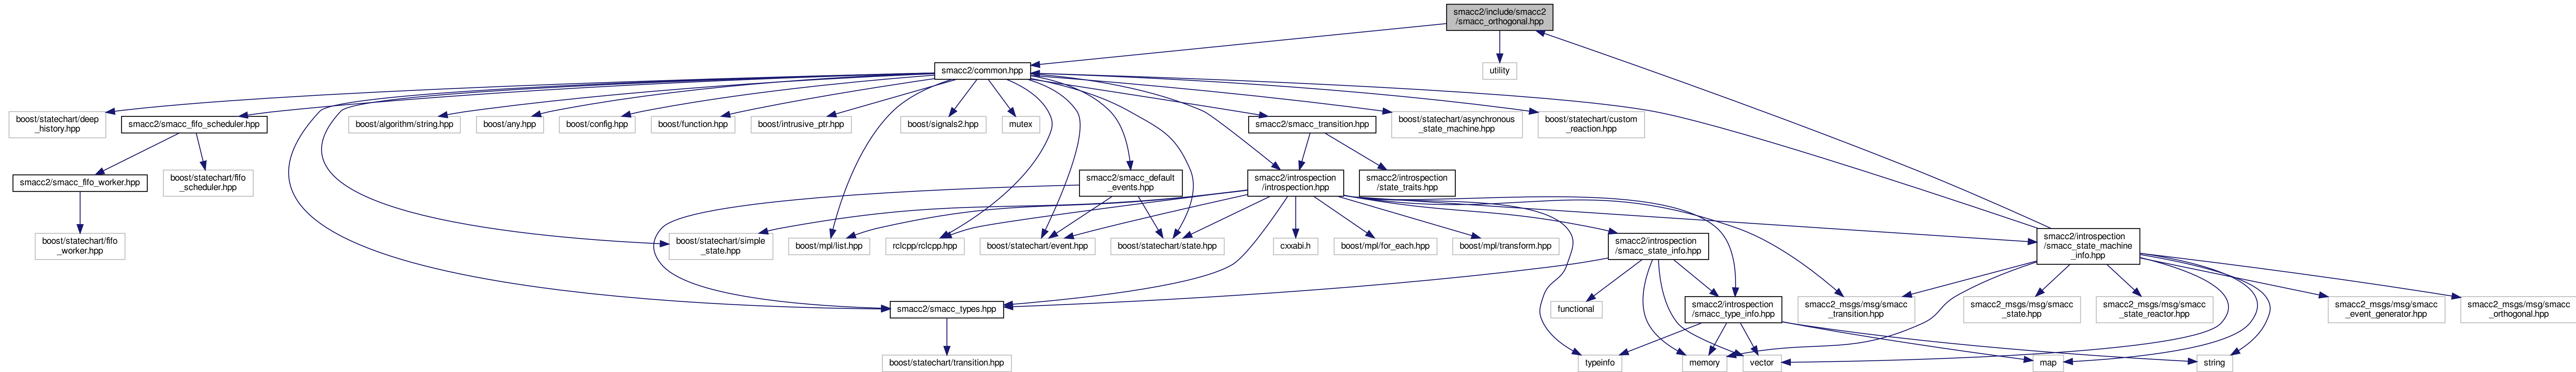 smacc2/include/smacc2
/smacc_orthogonal.hpp
smacc2/common.hpp
utility
boost/statechart/deep
_history.hpp
smacc2/smacc_fifo_scheduler.hpp
boost/algorithm/string.hpp
boost/any.hpp
boost/config.hpp
boost/function.hpp
boost/intrusive_ptr.hpp
boost/signals2.hpp
mutex
smacc2/smacc_transition.hpp
boost/statechart/asynchronous
_state_machine.hpp
boost/statechart/custom
_reaction.hpp
smacc2/smacc_fifo_worker.hpp
boost/statechart/fifo
_scheduler.hpp
smacc2/smacc_default
_events.hpp
smacc2/introspection
/introspection.hpp
smacc2/introspection
/state_traits.hpp
boost/statechart/fifo
_worker.hpp
boost/statechart/simple
_state.hpp
boost/mpl/list.hpp
rclcpp/rclcpp.hpp
boost/statechart/event.hpp
boost/statechart/state.hpp
cxxabi.h
boost/mpl/for_each.hpp
boost/mpl/transform.hpp
smacc2/introspection
/smacc_state_info.hpp
smacc2/introspection
/smacc_state_machine
_info.hpp
smacc2/smacc_types.hpp
functional
smacc2/introspection
/smacc_type_info.hpp
smacc2_msgs/msg/smacc
_transition.hpp
smacc2_msgs/msg/smacc
_state.hpp
smacc2_msgs/msg/smacc
_state_reactor.hpp
smacc2_msgs/msg/smacc
_event_generator.hpp
smacc2_msgs/msg/smacc
_orthogonal.hpp
boost/statechart/transition.hpp
typeinfo
memory
vector
map
string